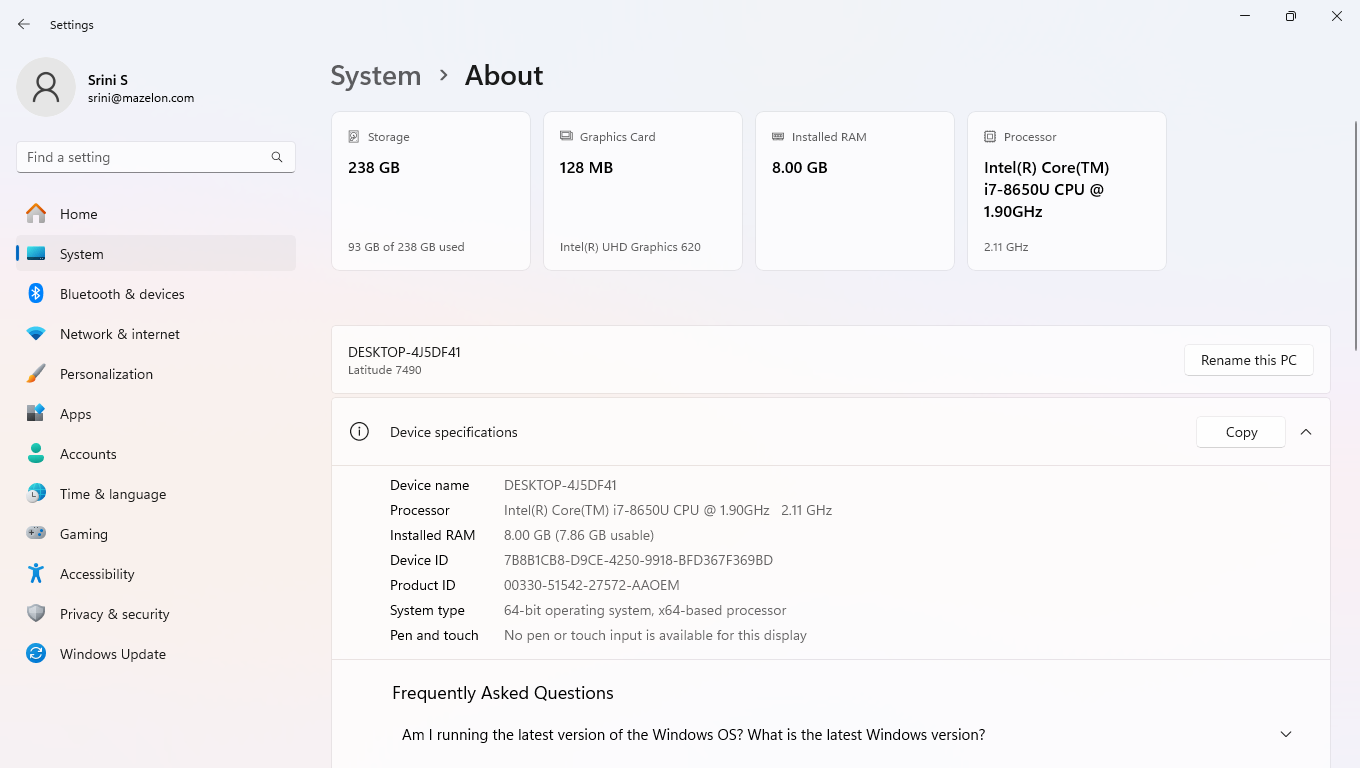 Settings
Srini S
srini@mazelon.com
Find a setting
Home
System
Bluetooth & devices
Network & internet
Personalization
Apps
Accounts
Time & language
Gaming
Accessibility
Privacy & security
Windows Update
System > About
Storage
238 GB
93 GB of 238 GB used
Graphics Card
128 MB
Intel(R) UHD Graphics 620
Installed RAM
8.00 GB
Processor
Intel(R) Core(TM)
i7-8650U CPU @
1.90GHz
2.11 GHz
DESKTOP-4J5DF41
Latitude 7490
Rename this PC
Device specifications
Copy
Device name DESKTOP-4J5DF41
Processor Intel(R) Core(TM) i7-8650U CPU @ 1.90GHz 2.11 GHz
Installed RAM 8.00 GB (7.86 GB usable)
Device ID 7B8B1CB8-D9CE-4250-9918-BFD367F369BD
Product ID 00330-51542-27572-AAOEM
System type 64-bit operating system, x64-based processor
Pen and touch No pen or touch input is available for this display
Frequently Asked Questions
Am I running the latest version of the Windows OS? What is the latest Windows version?